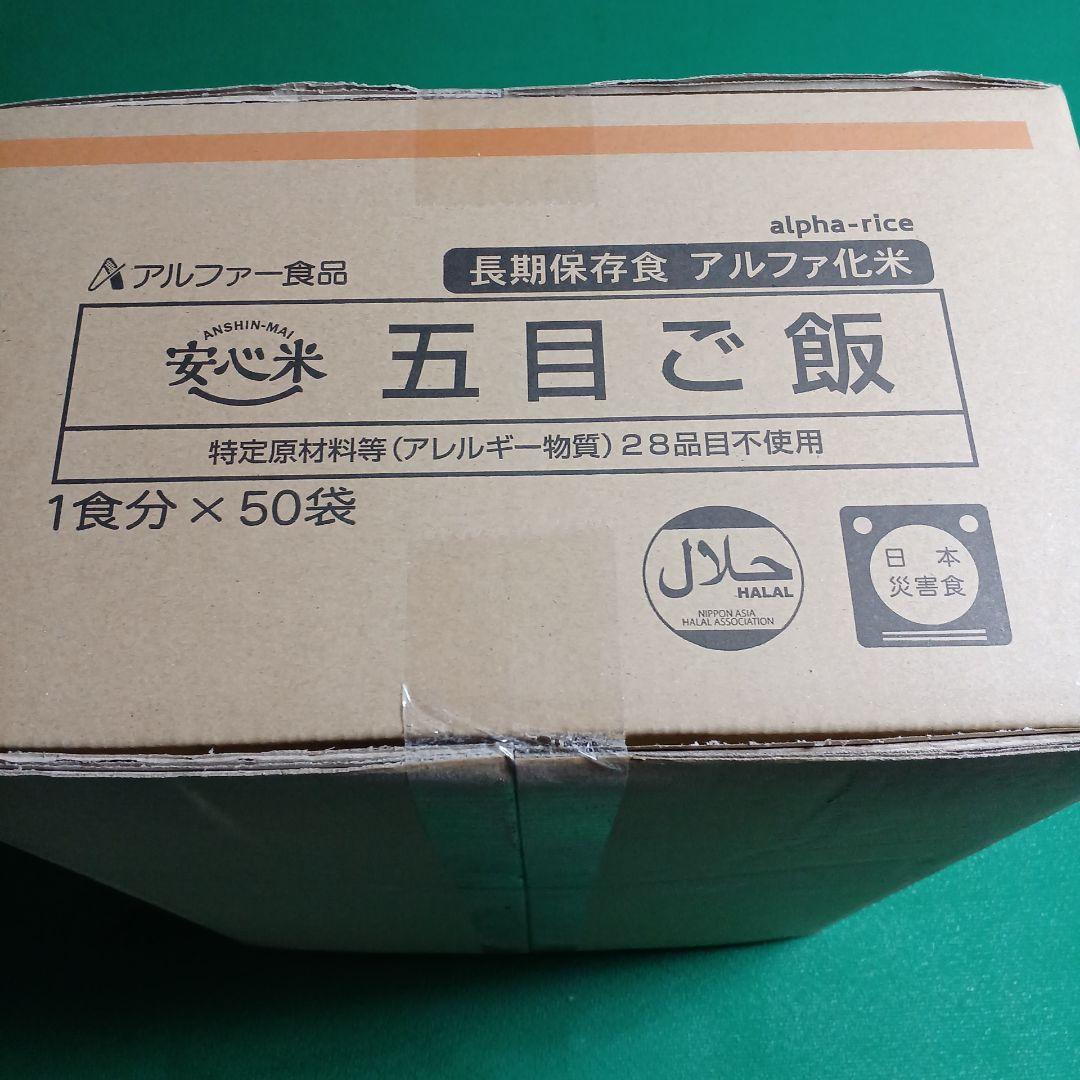 alpha-rice
アルファー食品
長期保存食 アルファ化米
ANSHIN-MAI
安心米
五目ご飯
特定原材料等(アレルギー物質)28品目不使用
1食分×50袋
حلال
HALAL
NIPPON ASIA
HALAL ASSOCIATION
日本
災害食